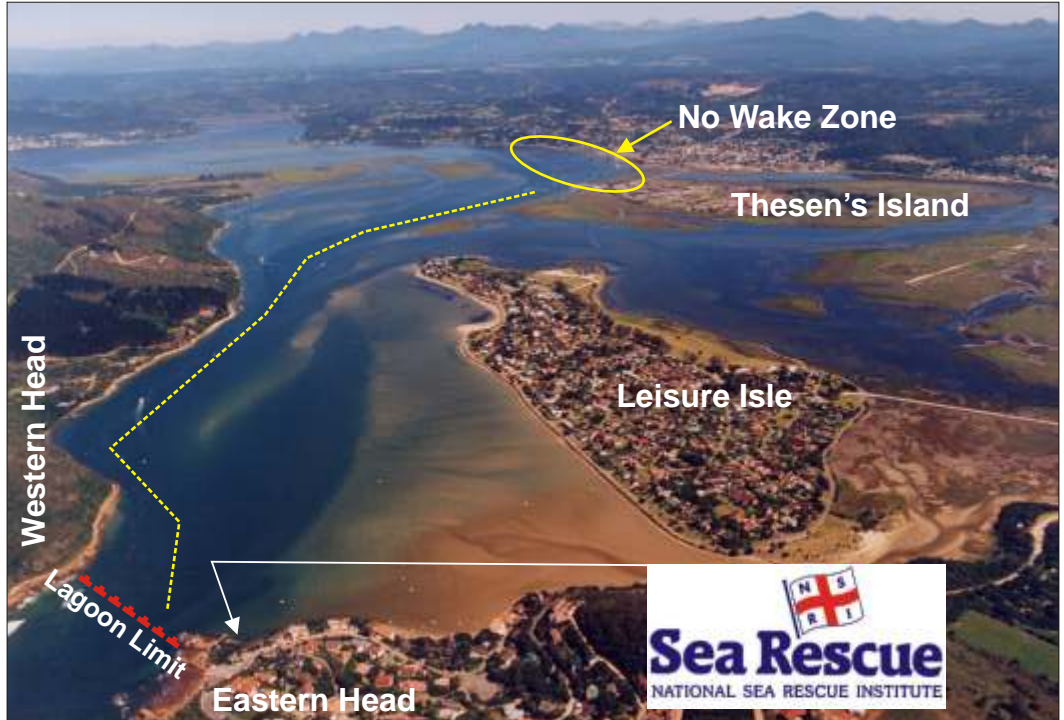 No Wake Zone
Thesen's Island
Leisure Isle
Western Head
Lagoon Limit
Eastern Head
N S
R I
Sea Rescue
NATIONAL SEA RESCUE INSTITUTE